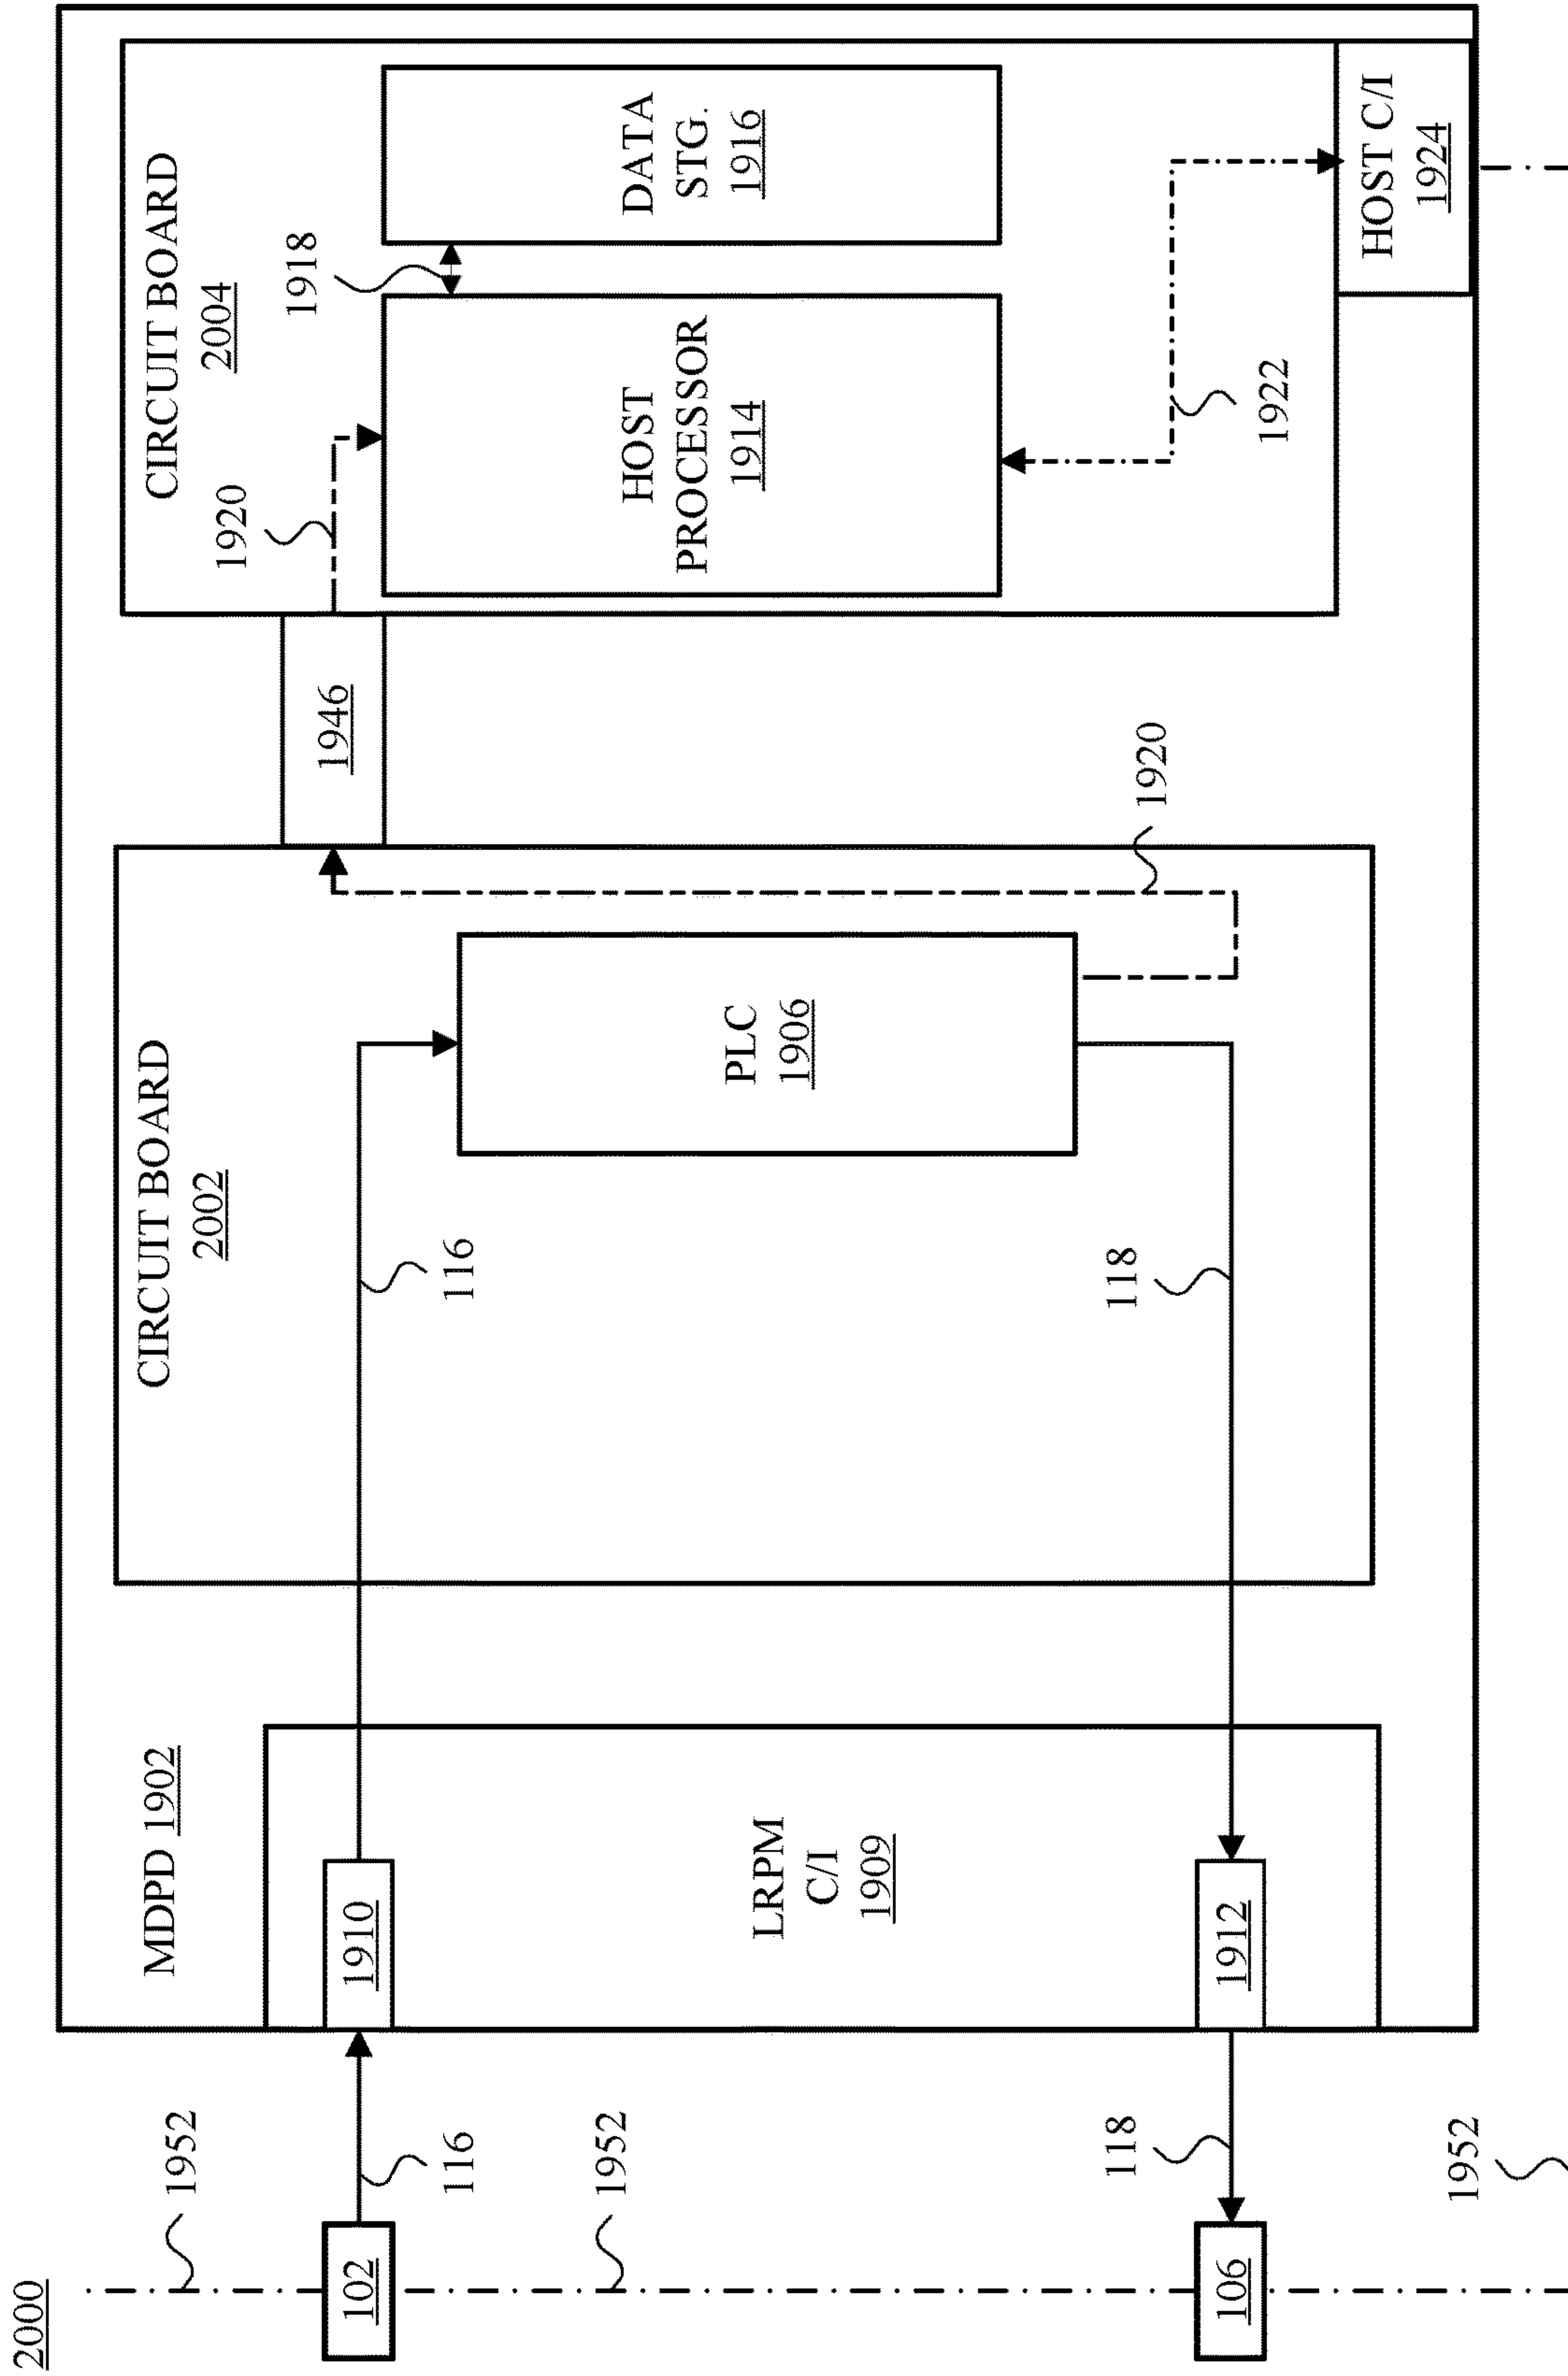 2000
1952
102
116
1952
106
118
1952
MDPD 1902
1910
LRPM
C/I
1909
1912
CIRCUIT BOARD
2002
116
118
PLC
1906
1920
1946
CIRCUIT BOARD
2004
1920
1918
HOST
PROCESSOR
1914
DATA
STG.
1916
1922
HOST C/I
1924